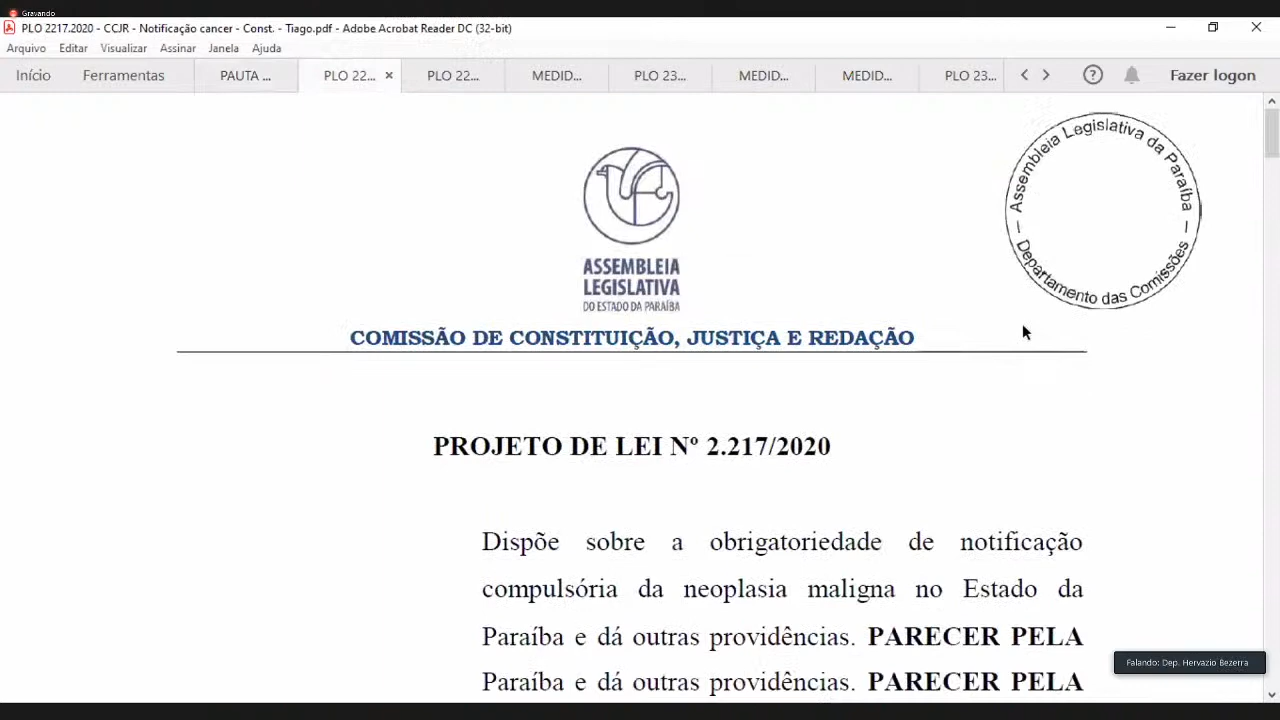 Gravando
PLO 2217.2020 - CCJR - Notificação cancer - Const. - Tiago.pdf - Adobe Acrobat Reader DC (32-bit)
Arquivo Editar Visualizar Assinar Janela Ajuda
Início Ferramentas PAUTA ... PLO 22... × PLO 22... MEDID... PLO 23... MEDID... MEDID... PLO 23... Fazer logon
Assembleia Legislativa da Paraíba
Departamento das Comissões
ASSEMBLEIA
LEGISLATIVA
DO ESTADO DA PARAÍBA
COMISSÃO DE CONSTITUIÇÃO, JUSTIÇA E REDAÇÃO
PROJETO DE LEI Nº 2.217/2020
Dispõe sobre a obrigatoriedade de notificação
compulsória da neoplasia maligna no Estado da
Paraíba e dá outras providências. PARECER PELA
Paraíba e dá outras providências. PARECER PELA
Falando: Dep. Hervazio Bezerra